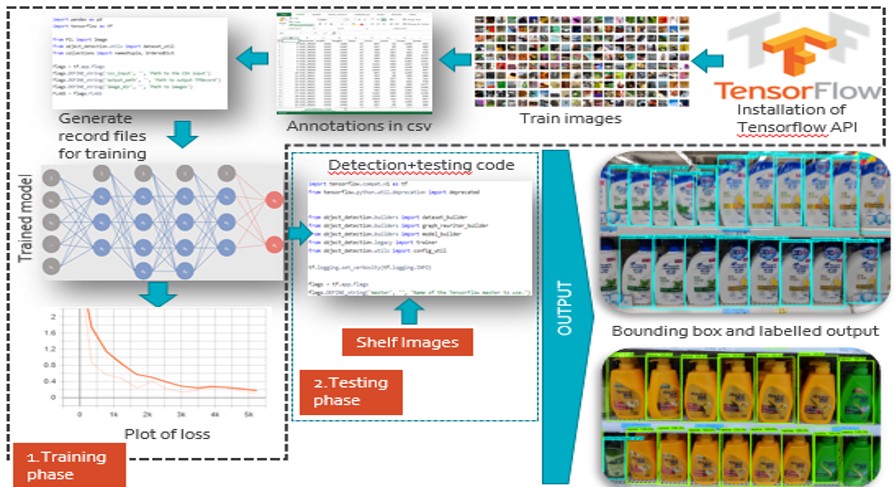 import pandas as pd
import tensorflow as tf
from PIL import Image
from object_detection.utils import dataset_util
from collections import namedtuple, OrderedDict
flags = tf.app.flags
flags.DEFINE_string('csv_input', '', 'Path to the CSV input')
flags.DEFINE_string('output_path', '', 'Path to output TFRecord')
flags.DEFINE_string('image_dir', '', 'Path to images')
FLAGS = flags.FLAGS
TensorFlow
Installation of
Tensorflow API
Train images
Annotations in csv
Generate
record files
for training
Trained model
Detection+testing code
import tensorflow.compat.v1 as tf
from tensorflow.python.util.deprecation import deprecated
from object_detection.builders import dataset_builder
from object_detection.builders import graph_rewriter_builder
from object_detection.builders import model_builder
from object_detection.legacy import trainer
from object_detection.utils import config_util
tf.logging.set_verbosity(tf.logging.INFO)
flags = tf.app.flags
flags.DEFINE_string('master', '', 'Name of the TensorFlow master to use.')
Shelf Images
2.Testing
phase
OUTPUT
Bounding box and labelled output
2
1.6
1.2
0.8
0.4
0
0 1k 2k 3k 4k 5k
Plot of loss
1.Training
phase